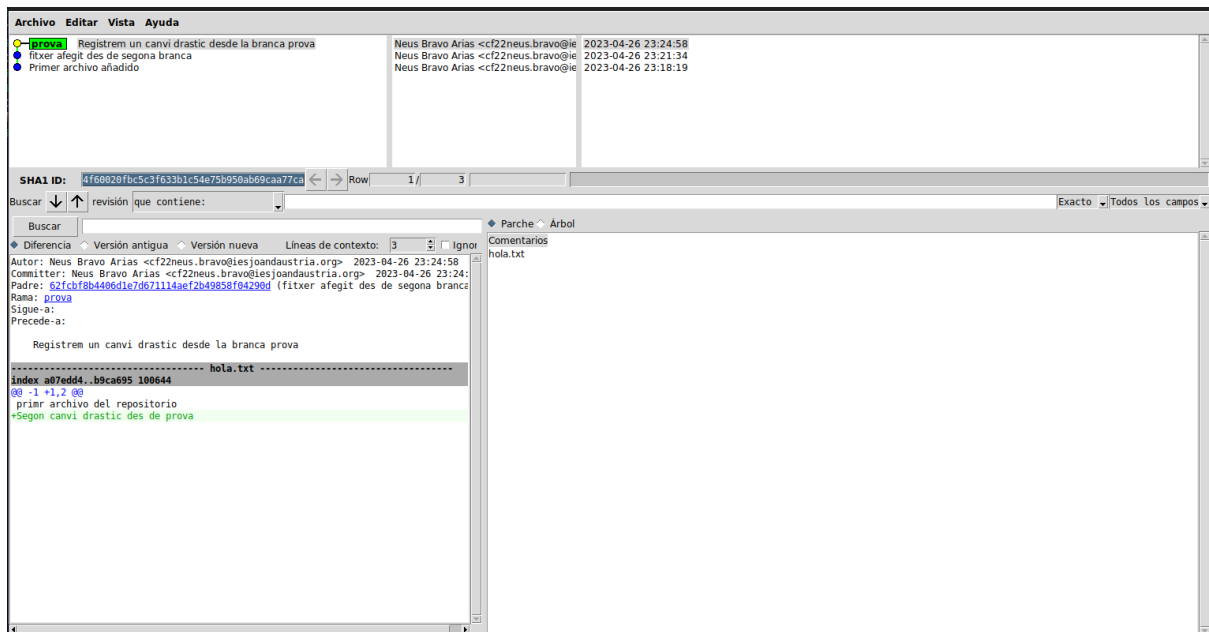 Archivo Editar Vista Ayuda
prova Registrem un canvi drastic desde la branca prova Neus Bravo Arias <cf22neus.bravo@ie 2023-04-26 23:24:58
fitxer afegit des de segona branca Neus Bravo Arias <cf22neus.bravo@ie 2023-04-26 23:21:34
Primer archivo añadido Neus Bravo Arias <cf22neus.bravo@ie 2023-04-26 23:18:19
SHA1 ID: 4f60020fbc5c3f633b1c54e75b950ab69caa77ca Row 1 / 3
Buscar revisión que contiene: Exacto Todos los campos
Buscar
Parche Árbol
Diferencia Versión antigua Versión nueva Líneas de contexto: 3 Ignor
Comentarios
hola.txt
Autor: Neus Bravo Arias <cf22neus.bravo@iesjoandaustria.org> 2023-04-26 23:24:58
Committer: Neus Bravo Arias <cf22neus.bravo@iesjoandaustria.org> 2023-04-26 23:24:
Padre: 62fcbf8b4406d1e7d671114aef2b49858f04290d (fitxer afegit des de segona branca
Rama: prova
Sigue-a:
Precede-a:
Registrem un canvi drastic desde la branca prova
----------------------------------- hola.txt -----------------------------------
index a07edd4..b9ca695 100644
@@ -1 +1,2 @@
primr archivo del repositorio
+Segon canvi drastic des de prova